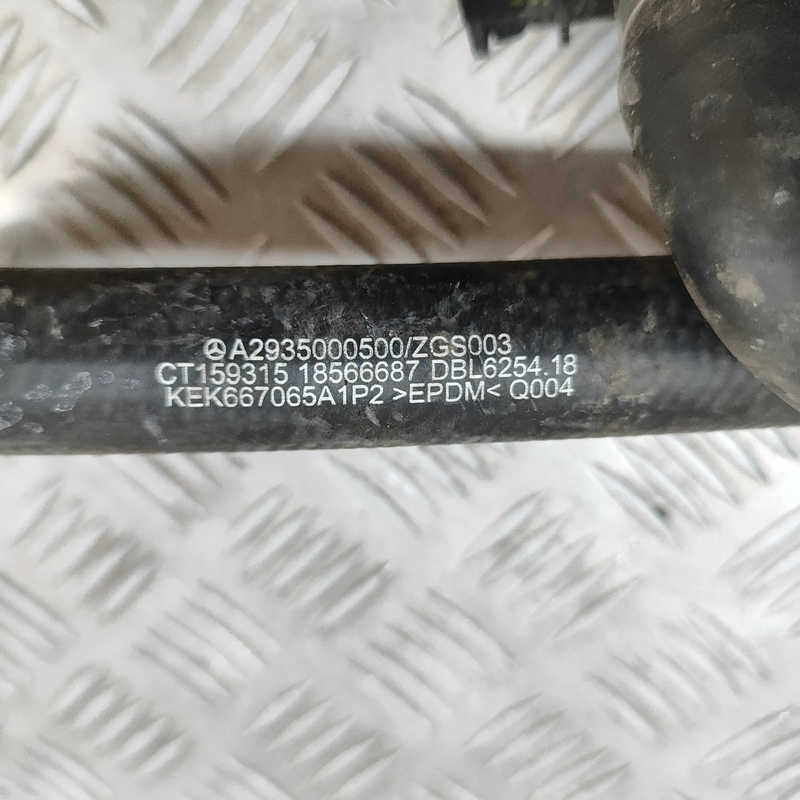 A2935000500/ZGS003
CT159315 18566687 DBL6254.18
KEK667065A1P2 >EPDM< Q004